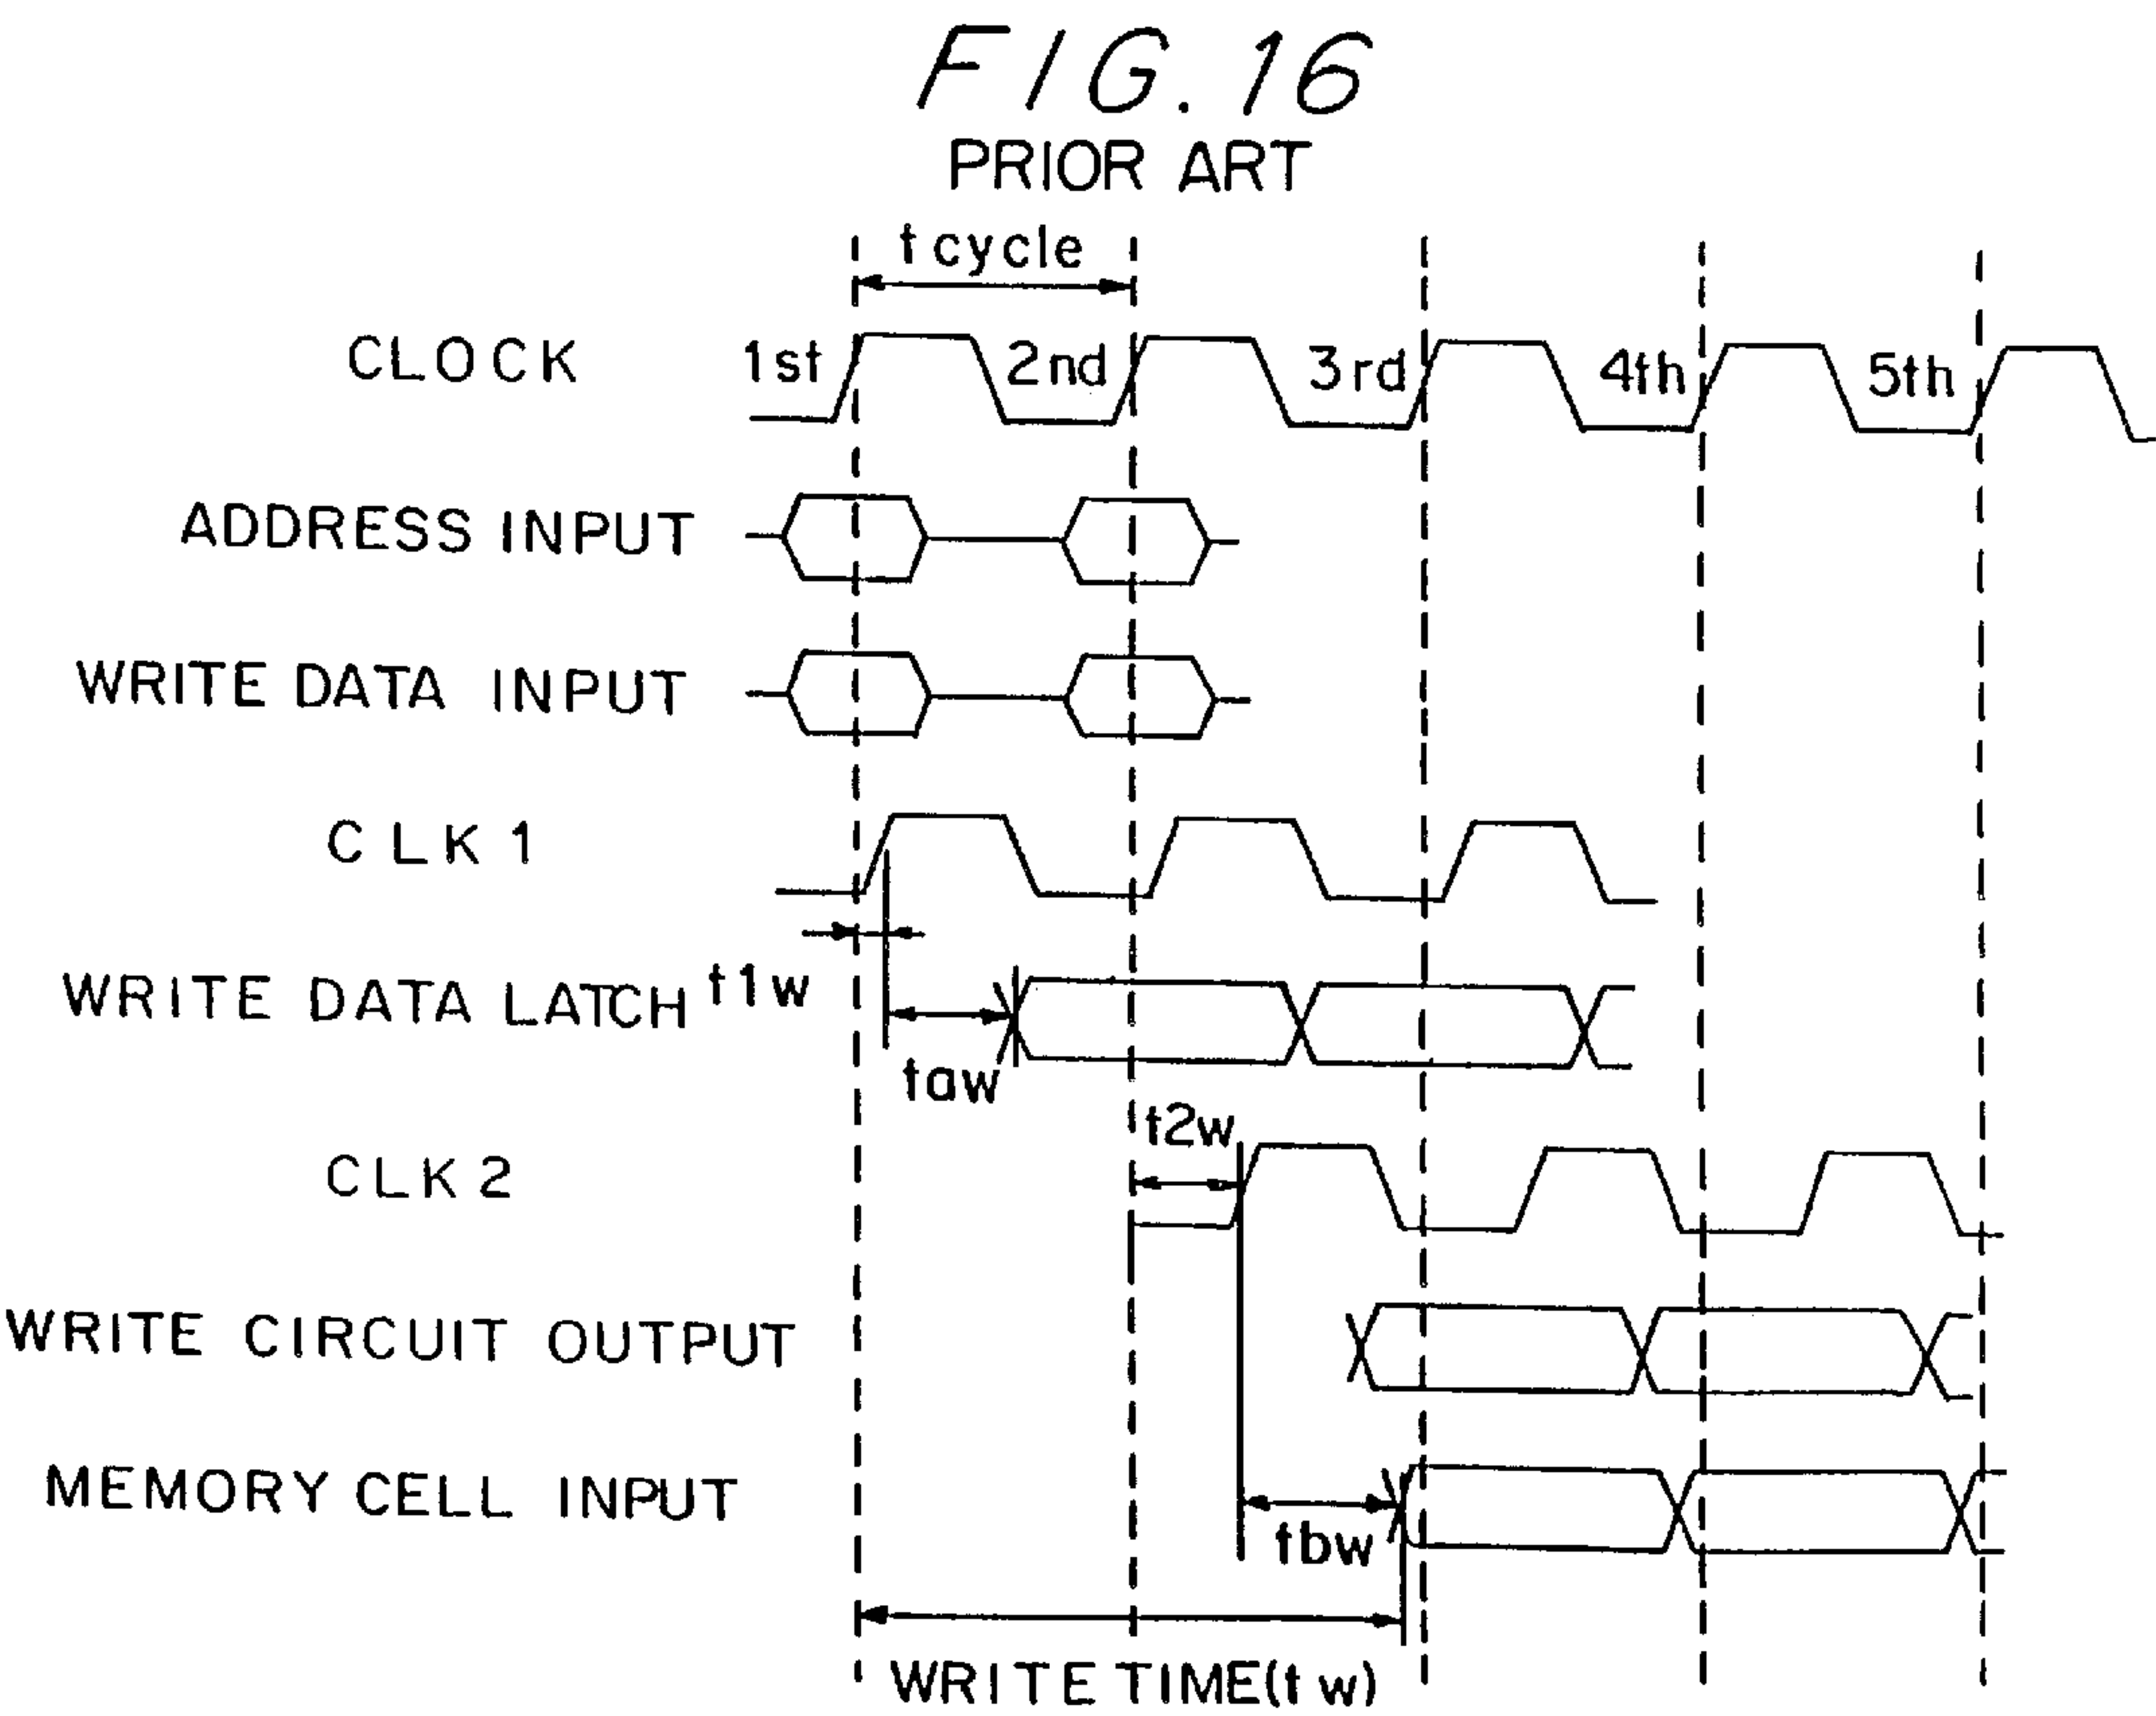 FIG. 16
PRIOR ART
t cycle
CLOCK 1st 2nd 3rd 4th 5th
ADDRESS INPUT
WRITE DATA INPUT
CLK 1
WRITE DATA LATCH t1w
taw
t2w
CLK 2
WRITE CIRCUIT OUTPUT
MEMORY CELL INPUT
tbw
WRITE TIME(t w)